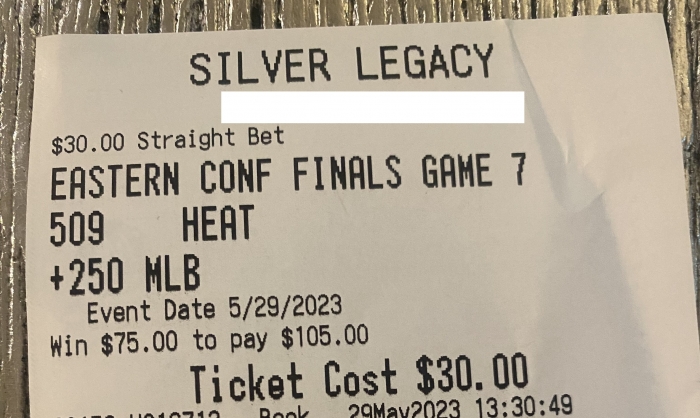 SILVER LEGACY
$30.00 Straight Bet
EASTERN CONF FINALS GAME 7
509 HEAT
+250 MLB
Event Date 5/29/2023
Win $75.00 to pay $105.00
Ticket Cost $30.00
Book 29May2023 13:30:49